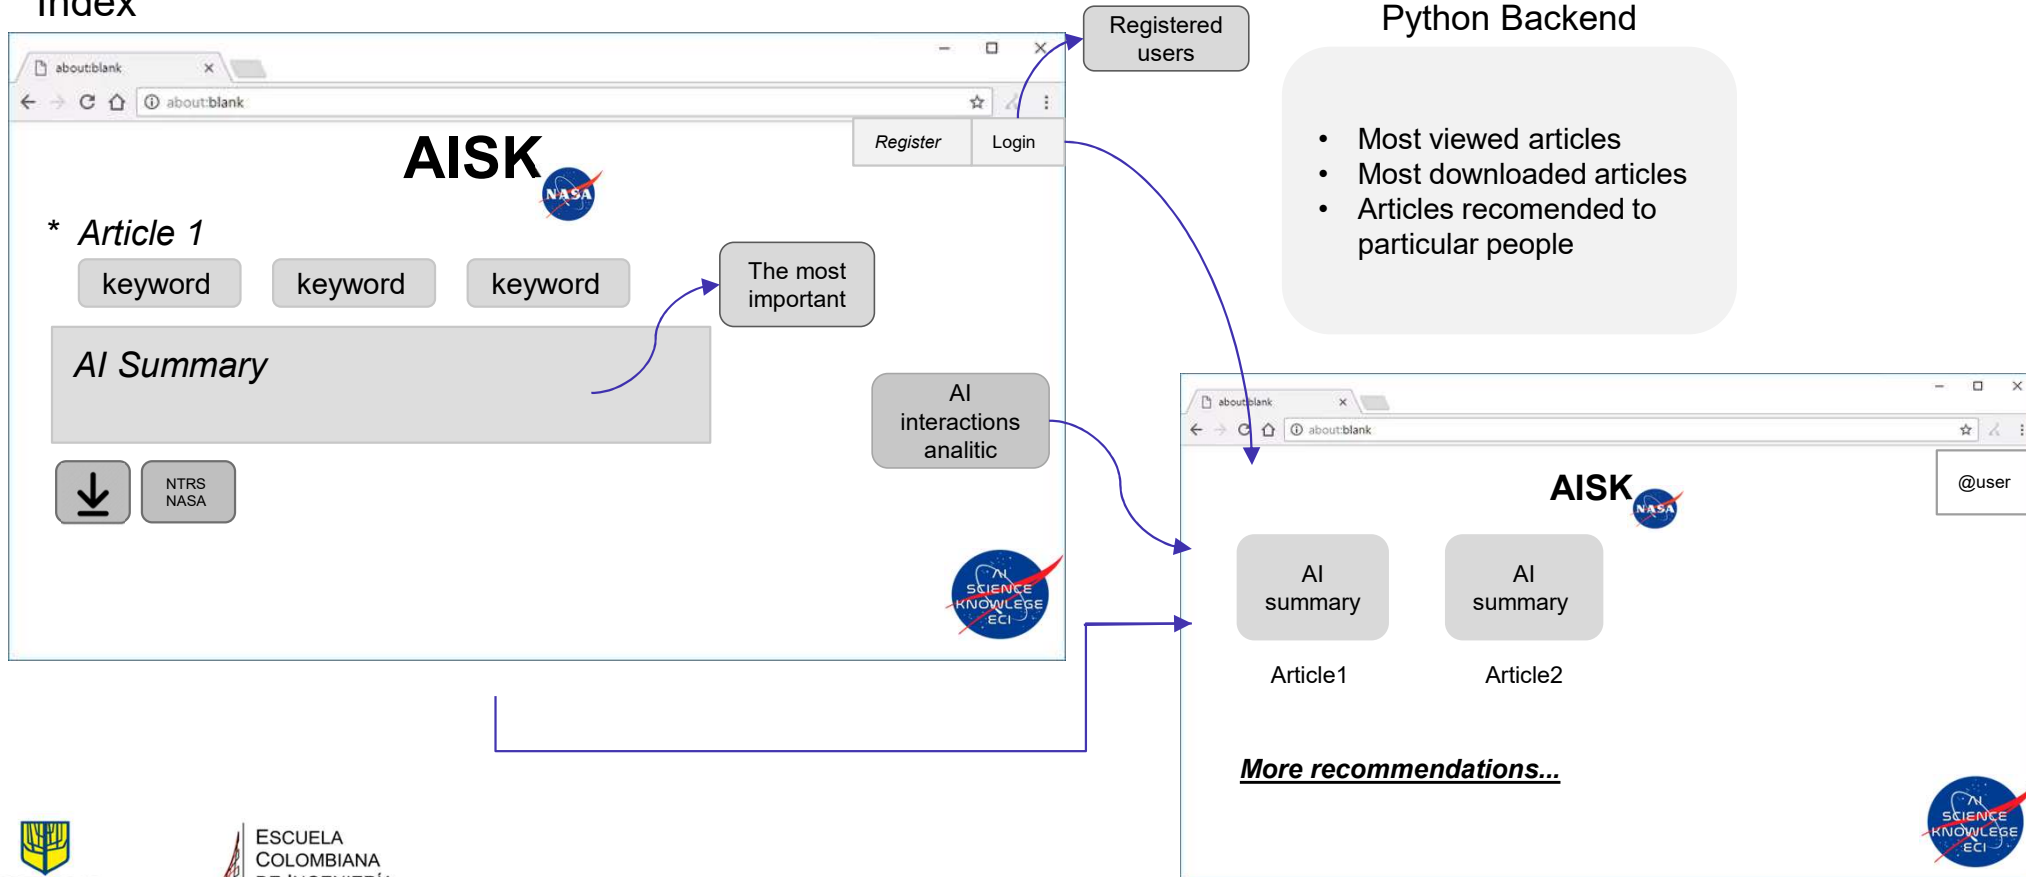 Index
about:blank
about:blank
Register
Login
AISK
NASA
* Article 1
keyword
keyword
keyword
The most
important
AI Summary
AI
interactions
analitic
NTRS
NASA
AI
SCIENCE
KNOWLEGE
ECI
Registered
users
Python Backend
• Most viewed articles
• Most downloaded articles
• Articles recomended to
particular people
about:blank
about:blank
@user
AISK
NASA
AI
summary
AI
summary
Article1
Article2
More recommendations...
AI
SCIENCE
KNOWLEGE
ECI
ESCUELA
COLOMBIANA
DE INGENIERÍA